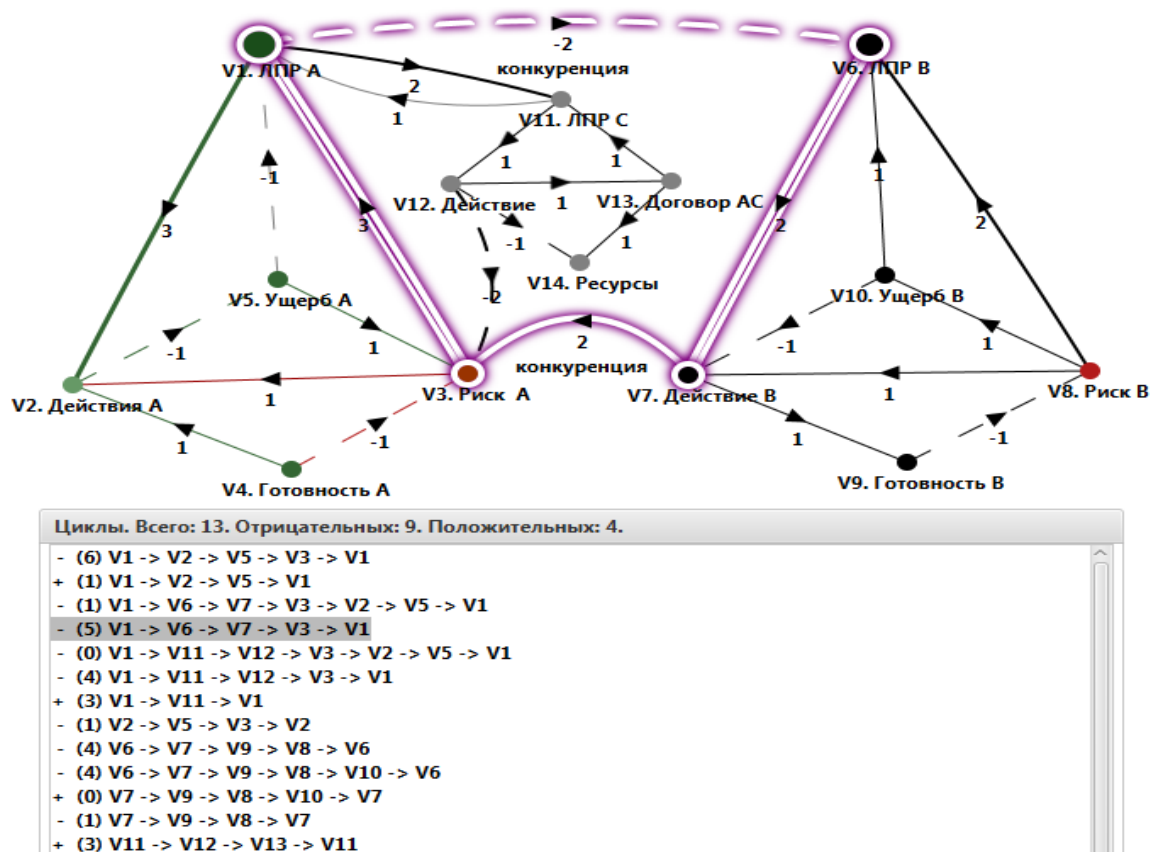 -2
конкуренция
V1. ЛПР А
V6. ЛПР В
2
1
V11. ЛПР С
1
1
-1
1
V12. Действие
1
V13. Договор АС
3
3
2
2
-1
1
V14. Ресурсы
-2
V5. Ущерб А
V10. Ущерб В
-1
1
2
конкуренция
-1
1
V2. Действия А
1
V3. Риск А
V7. Действие В
1
V8. Риск В
1
-1
1
-1
V4. Готовность А
V9. Готовность В
Циклы. Всего: 13. Отрицательных: 9. Положительных: 4.
- (6) V1 -> V2 -> V5 -> V3 -> V1
+ (1) V1 -> V2 -> V5 -> V1
- (1) V1 -> V6 -> V7 -> V3 -> V2 -> V5 -> V1
- (5) V1 -> V6 -> V7 -> V3 -> V1
- (0) V1 -> V11 -> V12 -> V3 -> V2 -> V5 -> V1
- (4) V1 -> V11 -> V12 -> V3 -> V1
+ (3) V1 -> V11 -> V1
- (1) V2 -> V5 -> V3 -> V2
- (4) V6 -> V7 -> V9 -> V8 -> V6
- (4) V6 -> V7 -> V9 -> V8 -> V10 -> V6
+ (0) V7 -> V9 -> V8 -> V10 -> V7
- (1) V7 -> V9 -> V8 -> V7
+ (3) V11 -> V12 -> V13 -> V11